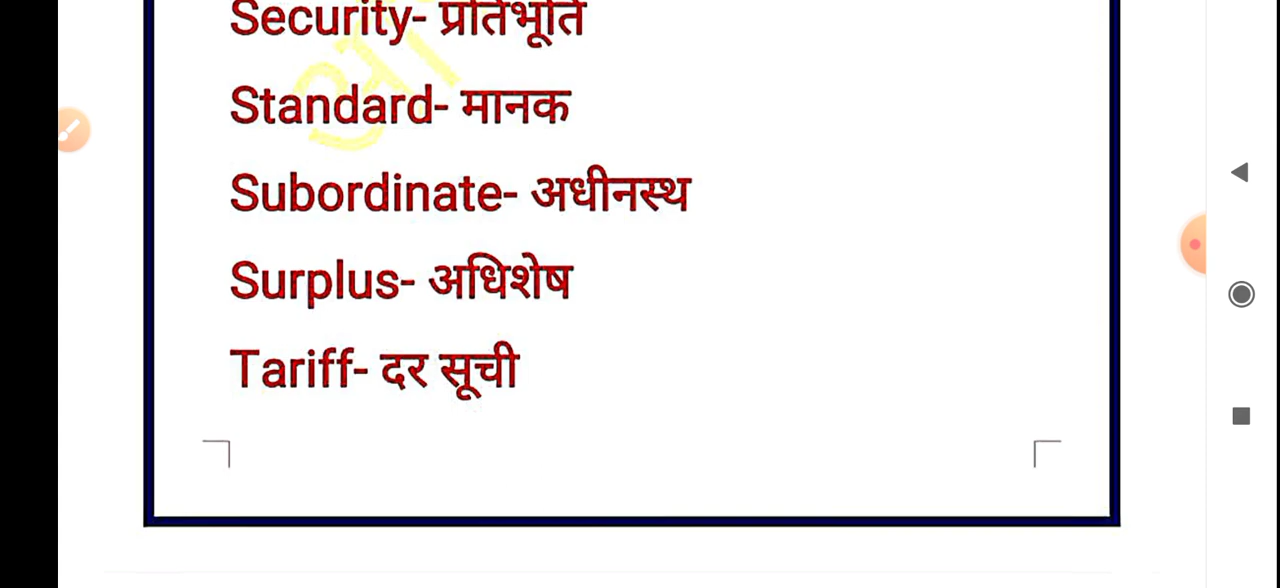 Security- प्रतिभूति
Standard- मानक
Subordinate- अधीनस्थ
Surplus- अधिशेष
Tariff- दर सूची